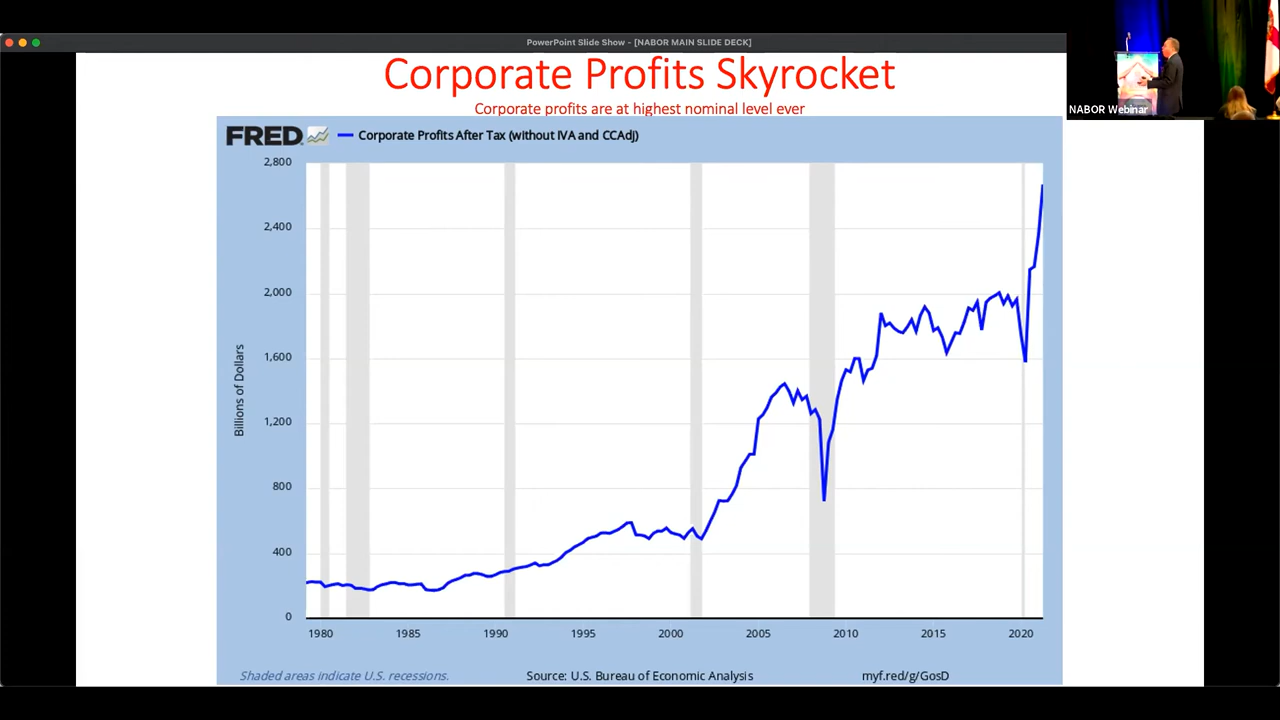 PowerPoint Slide Show - [NABOR MAIN SLIDE DECK]
Corporate Profits Skyrocket
Corporate profits are at highest nominal level ever
NABOR Webinar
FRED
Corporate Profits After Tax (without IVA and CCAdj)
2,800
2,400
2,000
1,600
1,200
800
400
0
Billions of Dollars
1980 1985 1990 1995 2000 2005 2010 2015 2020
Shaded areas indicate U.S. recessions. Source: U.S. Bureau of Economic Analysis myf.red/g/GosD